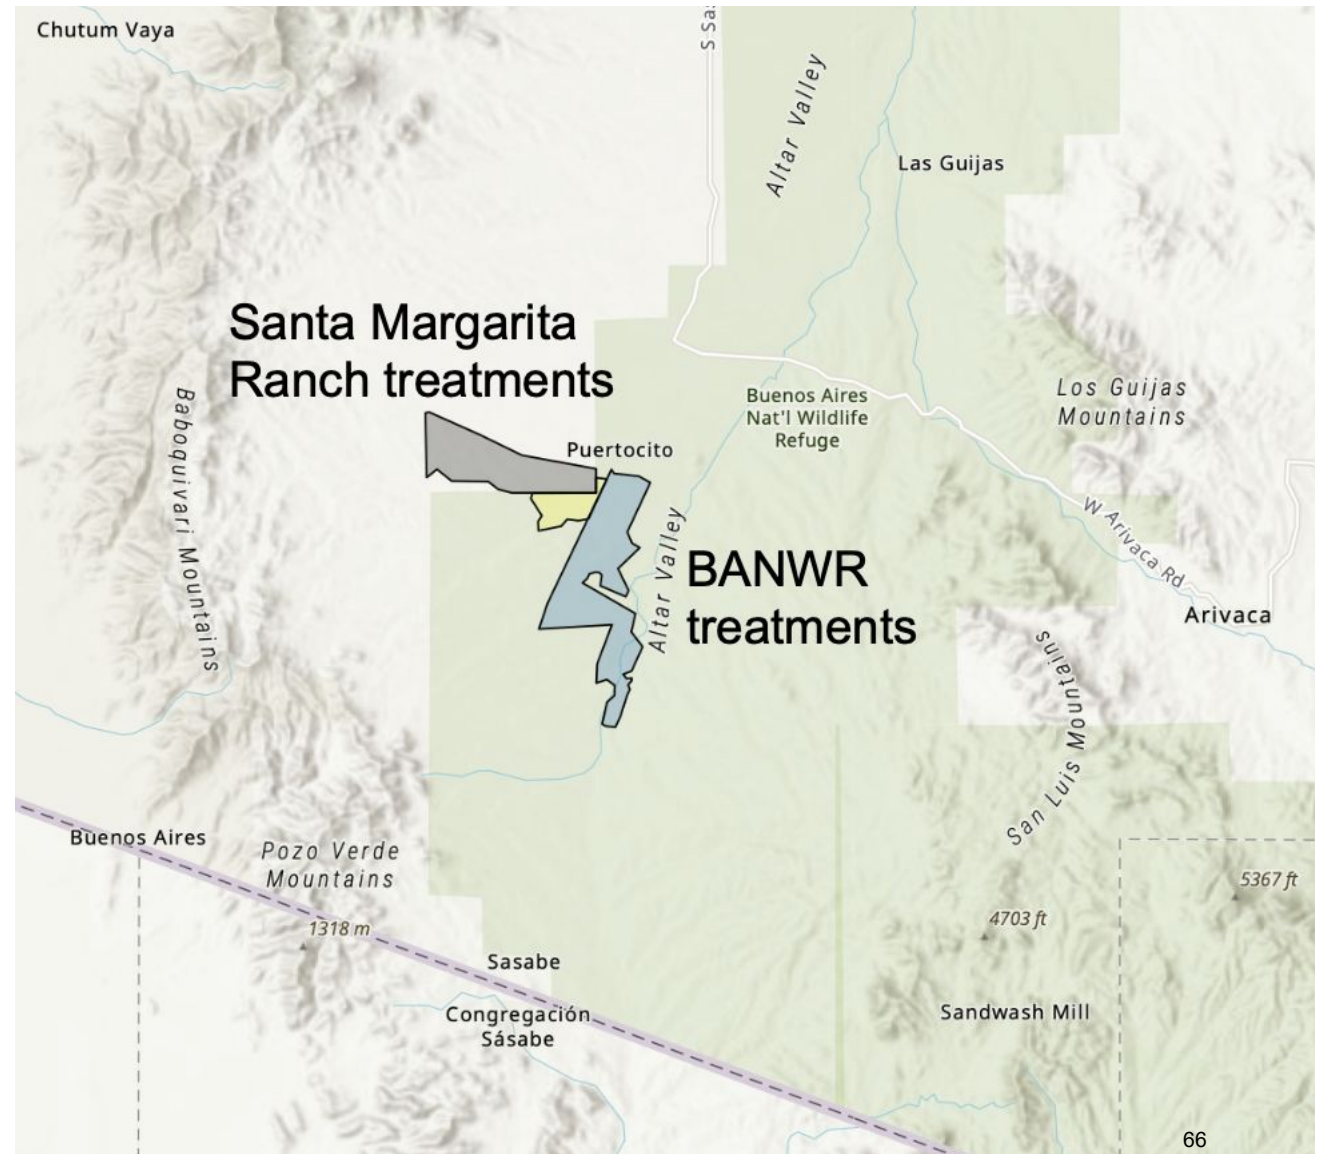 Chutum Vaya
S Sas
Altar Valley
Las Guijas
Santa Margarita
Ranch treatments
Baboquivari Mountains
Buenos Aires
Nat'l Wildlife
Refuge
Los Guijas
Mountains
Puertocito
W Arivaca Rd
Altar Valley
BANWR
treatments
Arivaca
San Luis Mountains
Buenos Aires
Pozo Verde
Mountains
1318 m
5367 ft
4703 ft
Sasabe
Congregación
Sásabe
Sandwash Mill
66